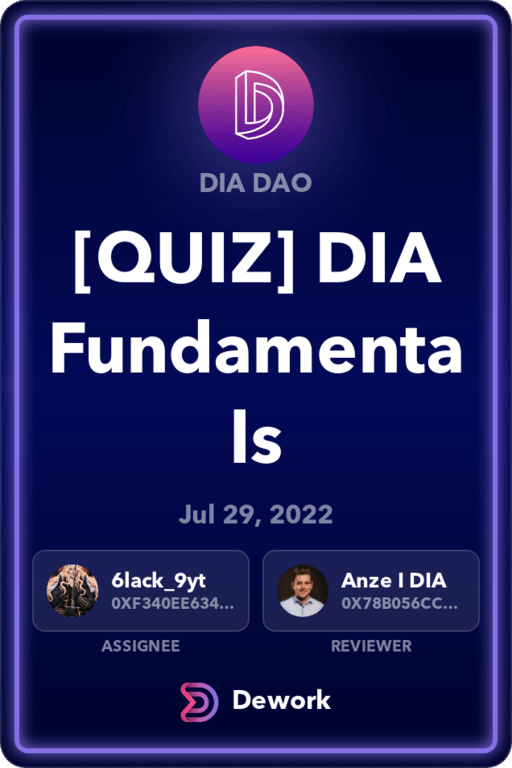 DIA DAO
[QUIZ] DIA
Fundamenta
ls
Jul 29, 2022
6lack_9yt
0XF340EE634...
Anze I DIA
0X78B056CC...
ASSIGNEE
REVIEWER
Dework